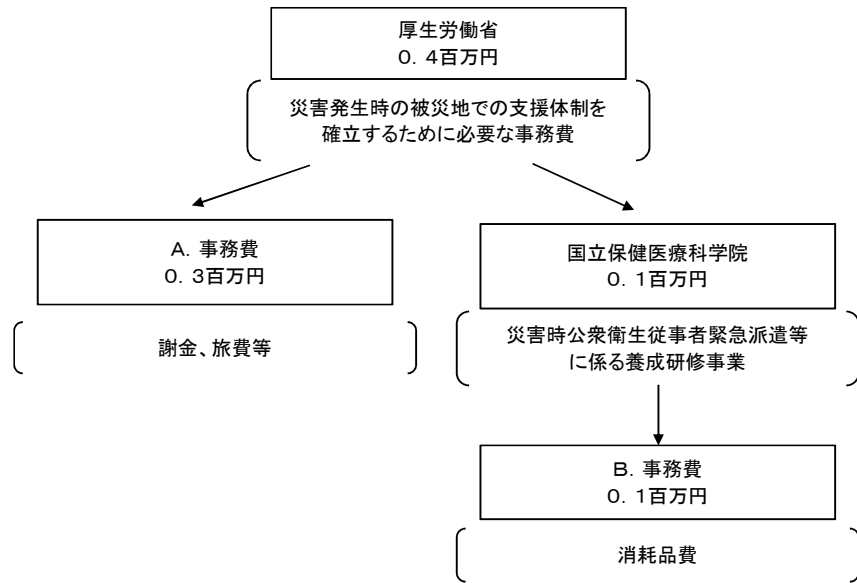 厚生労働省
０．４百万円
災害発生時の被災地での支援体制を
確立するために必要な事務費
Ａ．事務費
０．３百万円
謝金、旅費等
国立保健医療科学院
０．１百万円
災害時公衆衛生従事者緊急派遣等
に係る養成研修事業
Ｂ．事務費
０．１百万円
消耗品費